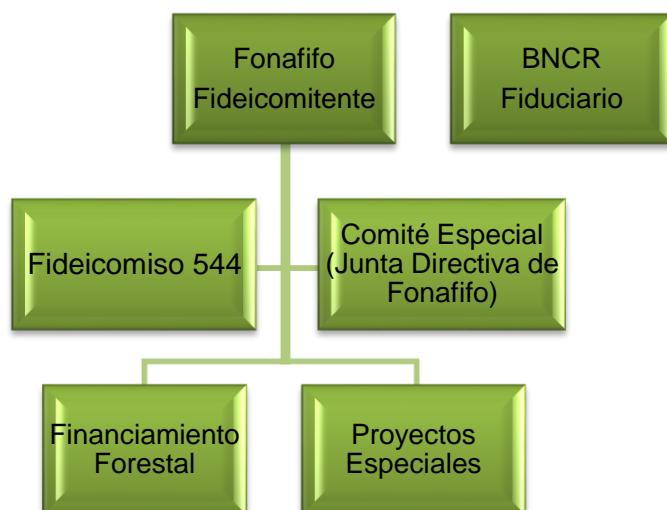 Fonafifo
Fideicomitente
BNCR
Fiduciario
Fideicomiso 544
Comité Especial
(Junta Directiva de
Fonafifo)
Financiamiento
Forestal
Proyectos
Especiales